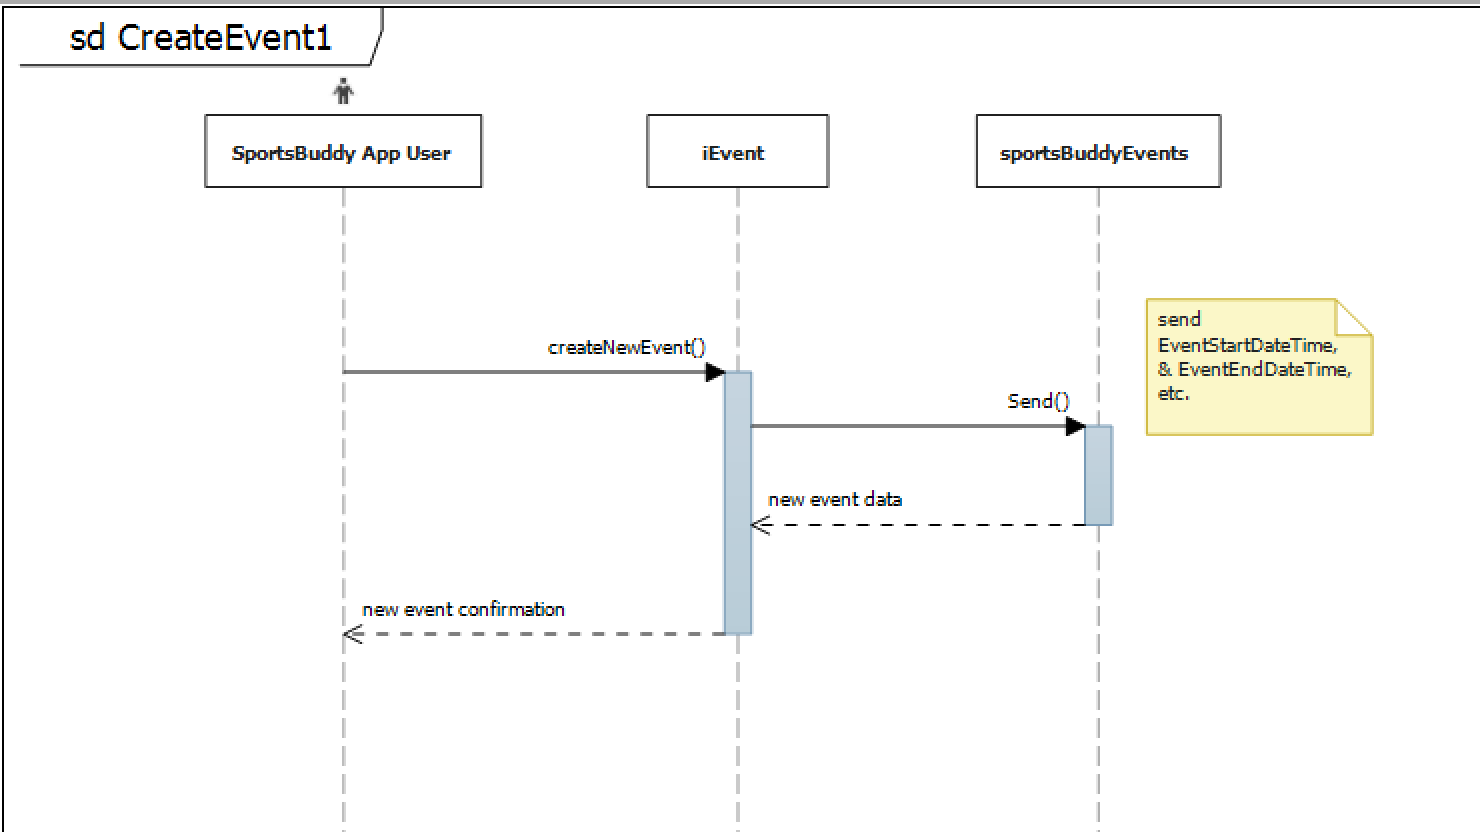 sd CreateEvent1
SportsBuddy App User
iEvent
sportsBuddyEvents
send
EventStartDateTime,
& EventEndDateTime,
etc.
createNewEvent()
Send()
new event data
new event confirmation